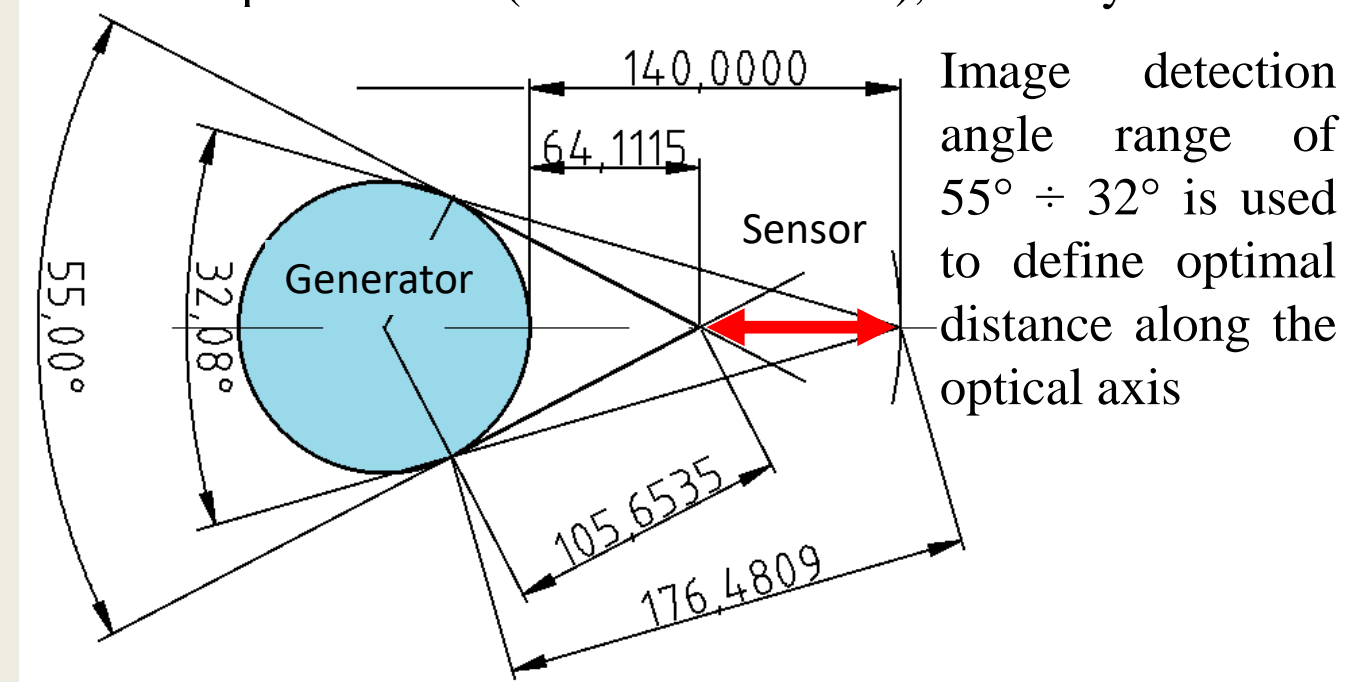 140,0000
64,1115
Sensor
Generator
55,00°
32,08°
105,6535
176,4809
Image detection
angle range of
55° ÷ 32° is used
to define optimal
distance along the
optical axis